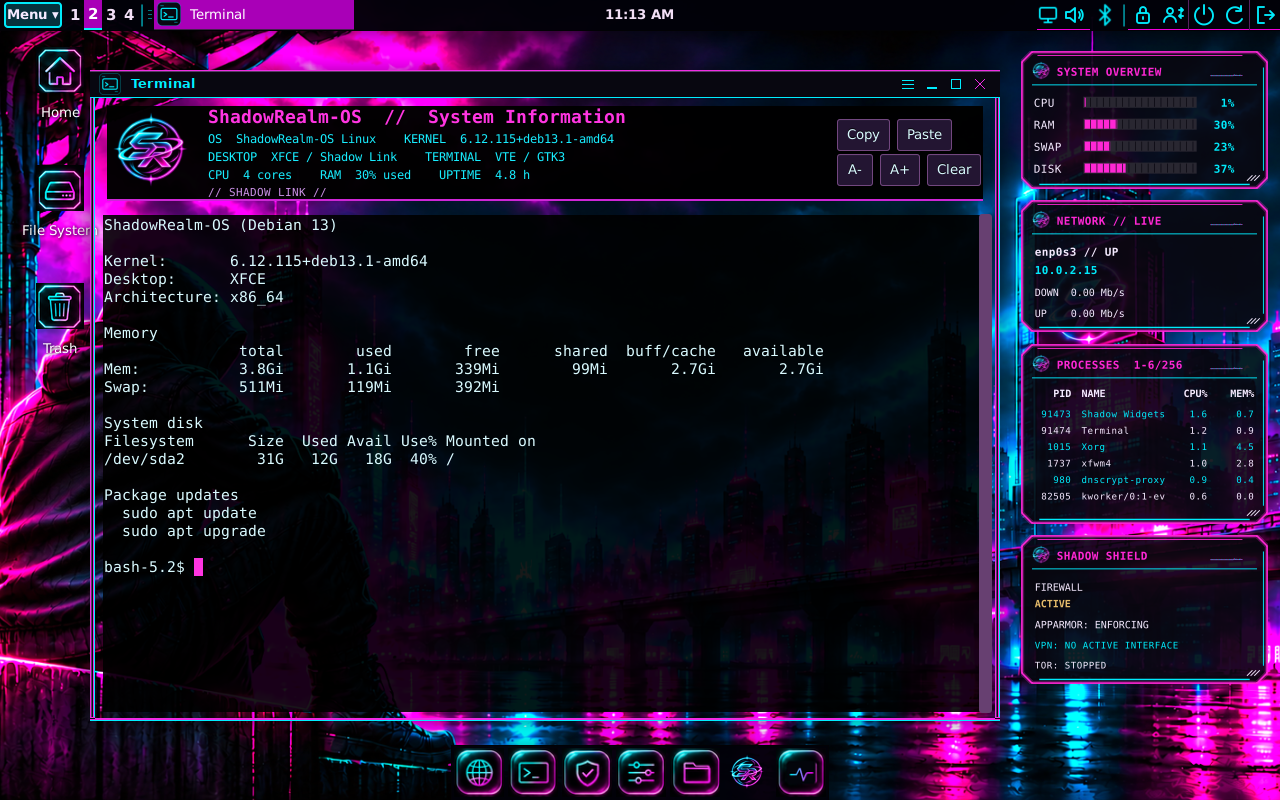 Menu ▾ 1 2 3 4 Terminal 11:13 AM
Home
File System
Trash
Terminal
ShadowRealm-OS // System Information
OS ShadowRealm-OS Linux KERNEL 6.12.115+deb13.1-amd64
DESKTOP XFCE / Shadow Link TERMINAL VTE / GTK3
CPU 4 cores RAM 30% used UPTIME 4.8 h
// SHADOW LINK //
Copy Paste
A- A+ Clear
ShadowRealm-OS (Debian 13)
Kernel: 6.12.115+deb13.1-amd64
Desktop: XFCE
Architecture: x86_64
Memory
total used free shared buff/cache available
Mem: 3.8Gi 1.1Gi 339Mi 99Mi 2.7Gi 2.7Gi
Swap: 511Mi 119Mi 392Mi
System disk
Filesystem Size Used Avail Use% Mounted on
/dev/sda2 31G 12G 18G 40% /
Package updates
sudo apt update
sudo apt upgrade
bash-5.2$
SYSTEM OVERVIEW
CPU 1%
RAM 30%
SWAP 23%
DISK 37%
NETWORK // LIVE
enp0s3 // UP
10.0.2.15
DOWN 0.00 Mb/s
UP 0.00 Mb/s
PROCESSES 1-6/256
PID NAME CPU% MEM%
91473 Shadow Widgets 1.6 0.7
91474 Terminal 1.2 0.9
1015 Xorg 1.1 4.5
1737 xfwm4 1.0 2.8
980 dnscrypt-proxy 0.9 0.4
82505 kworker/0:1-ev 0.6 0.0
SHADOW SHIELD
FIREWALL
ACTIVE
APPARMOR: ENFORCING
VPN: NO ACTIVE INTERFACE
TOR: STOPPED